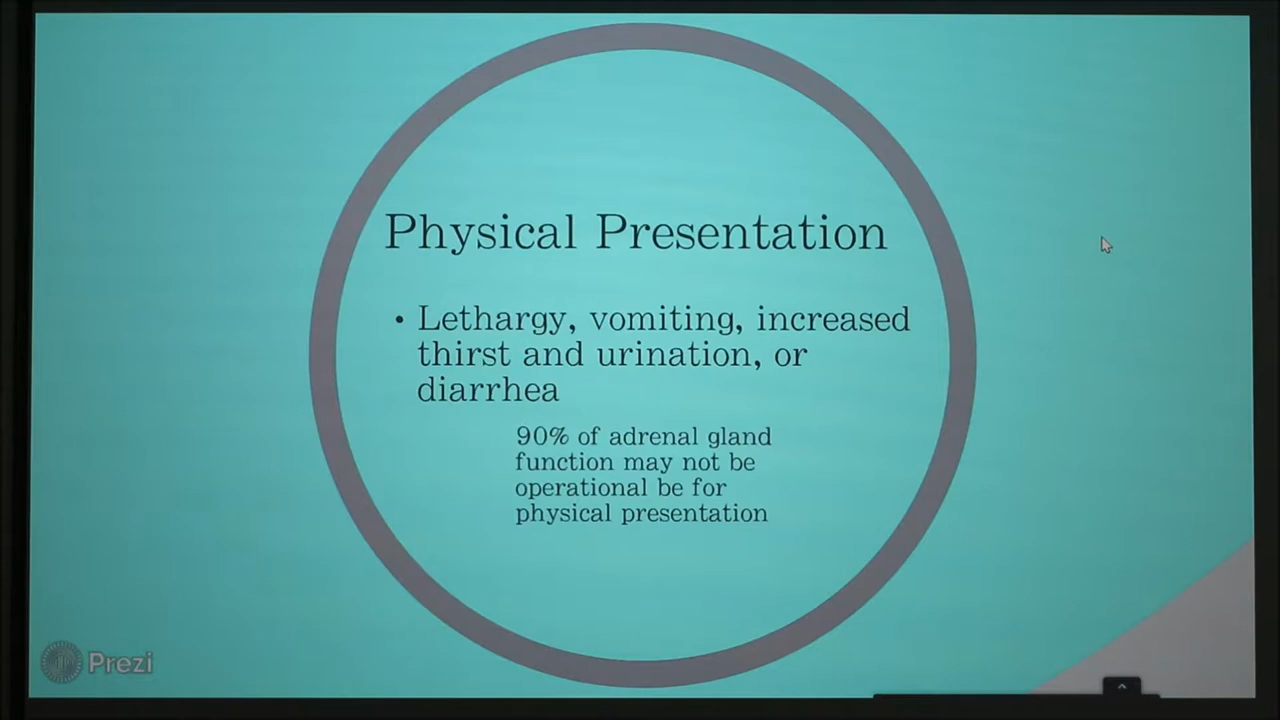 Physical Presentation
• Lethargy, vomiting, increased
thirst and urination, or
diarrhea
90% of adrenal gland
function may not be
operational be for
physical presentation
Prezi